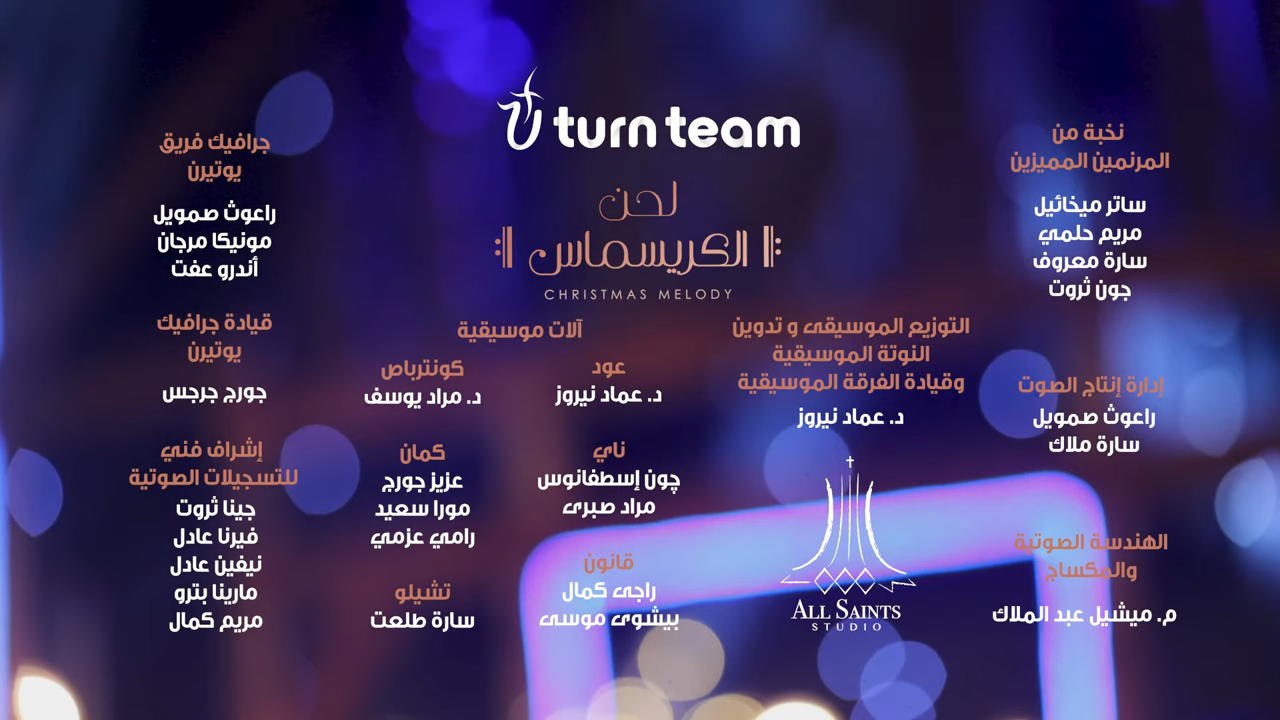 turn team
لحن
الكريسماس
CHRISTMAS MELODY
نخبة من
المرنمين المميزين
ساتر ميخائيل
مريم حلمي
سارة معروف
جون ثروت
إدارة إنتاج الصوت
راعوث صمويل
سارة ملاك
الهندسة الصوتية
والمكساج
م. ميشيل عبد الملاك
التوزيع الموسيقى و تدوين
النوتة الموسيقية
وقيادة الفرقة الموسيقية
د. عماد نيروز
ALL SAINTS
STUDIO
آلات موسيقية
عود
د. عماد نيروز
ناي
چون إسطفانوس
مراد صبرى
قانون
راجى كمال
بيشوى موسى
كونترباص
د. مراد يوسف
كمان
عزيز جورج
مورا سعيد
رامي عزمي
تشيلو
سارة طلعت
جرافيك فريق
يوتيرن
راعوث صمويل
مونيكا مرجان
أندرو عفت
قيادة جرافيك
يوتيرن
جورج جرجس
إشراف فني
للتسجيلات الصوتية
جينا ثروت
فيرنا عادل
نيفين عادل
مارينا بترو
مريم كمال